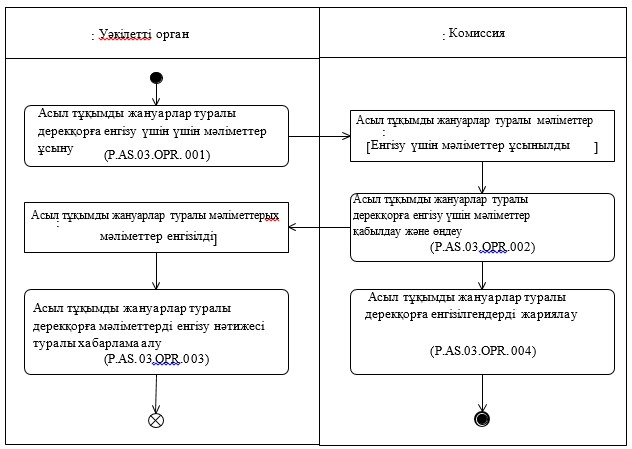 : Уәкілетті орган
: Комиссия
Асыл тұқымды жануарлар туралы
дерекқорға енгізу үшін үшін мәліметтер
ұсыну
(P.AS.03.OPR. 001)
Асыл тұқымды жануарлар туралы мәліметтер
:
[Енгізу үшін мәліметтер ұсынылды ]
Асыл тұқымды жануарлар туралы мәліметтерых
:
мәліметтер енгізілді]
Асыл тұқымды жануарлар туралы
дерекқорға енгізу үшін мәліметтер
қабылдау және өңдеу
(P.AS.03.OPR.002)
Асыл тұқымды жануарлар туралы
дерекқорға мәліметтерді енгізу нәтижесі
туралы хабарлама алу
(P.AS.03.OPR.003)
Асыл тұқымды жануарлар туралы
дерекқорға енгізілгендерді жариялау
(P.AS.03.OPR.004)